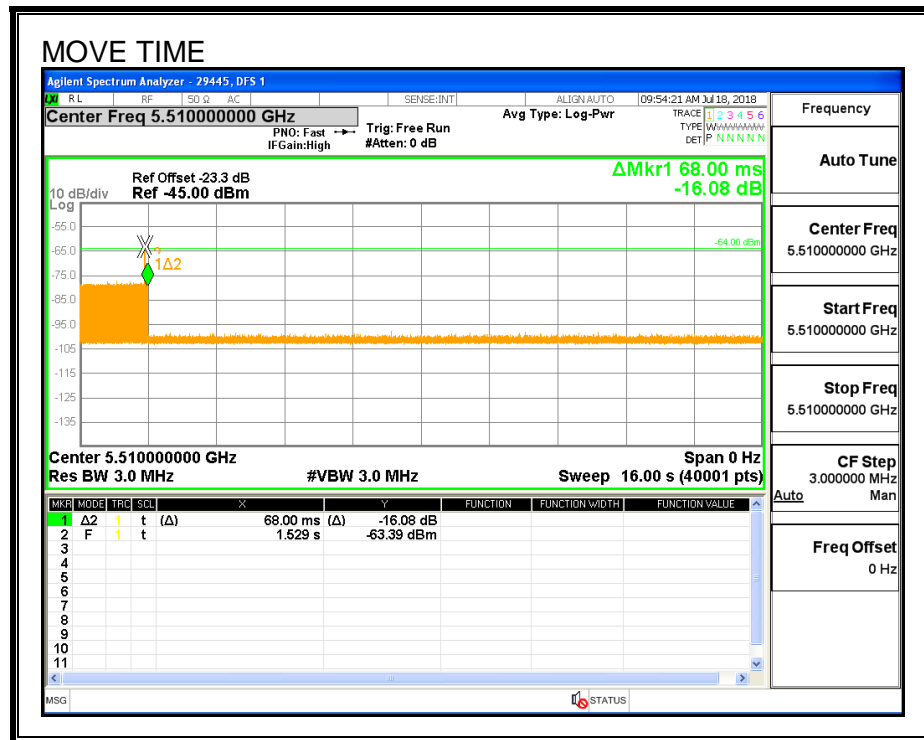 MOVE TIME
Agilent Spectrum Analyzer - 29445, DFS 1
LXI RL RF 50 Ω AC SENSE:INT ALIGN AUTO 09:54:21 AM Jul 18, 2018
Center Freq 5.510000000 GHz
PNO: Fast
IFGain:High
Trig: Free Run
#Atten: 0 dB
Avg Type: Log-Pwr
TRACE 1 2 3 4 5 6
TYPE WWWWWW
DET P N N N N N
ΔMkr1 68.00 ms
-16.08 dB
Ref Offset -23.3 dB
10 dB/div Ref -45.00 dBm
Log
-55.0
-65.0
-75.0
-85.0
-95.0
-105
-115
-125
-135
-64.00 dBm
1Δ2
Center 5.510000000 GHz Span 0 Hz
Res BW 3.0 MHz #VBW 3.0 MHz Sweep 16.00 s (40001 pts)
MKR MODE TRC SCL X Y FUNCTION FUNCTION WIDTH FUNCTION VALUE
1 Δ2 1 t (Δ) 68.00 ms (Δ) -16.08 dB
2 F 1 t 1.529 s -63.39 dBm
3
4
5
6
7
8
9
10
11
MSG STATUS
Frequency
Auto Tune
Center Freq
5.510000000 GHz
Start Freq
5.510000000 GHz
Stop Freq
5.510000000 GHz
CF Step
3.000000 MHz
Auto Man
Freq Offset
0 Hz